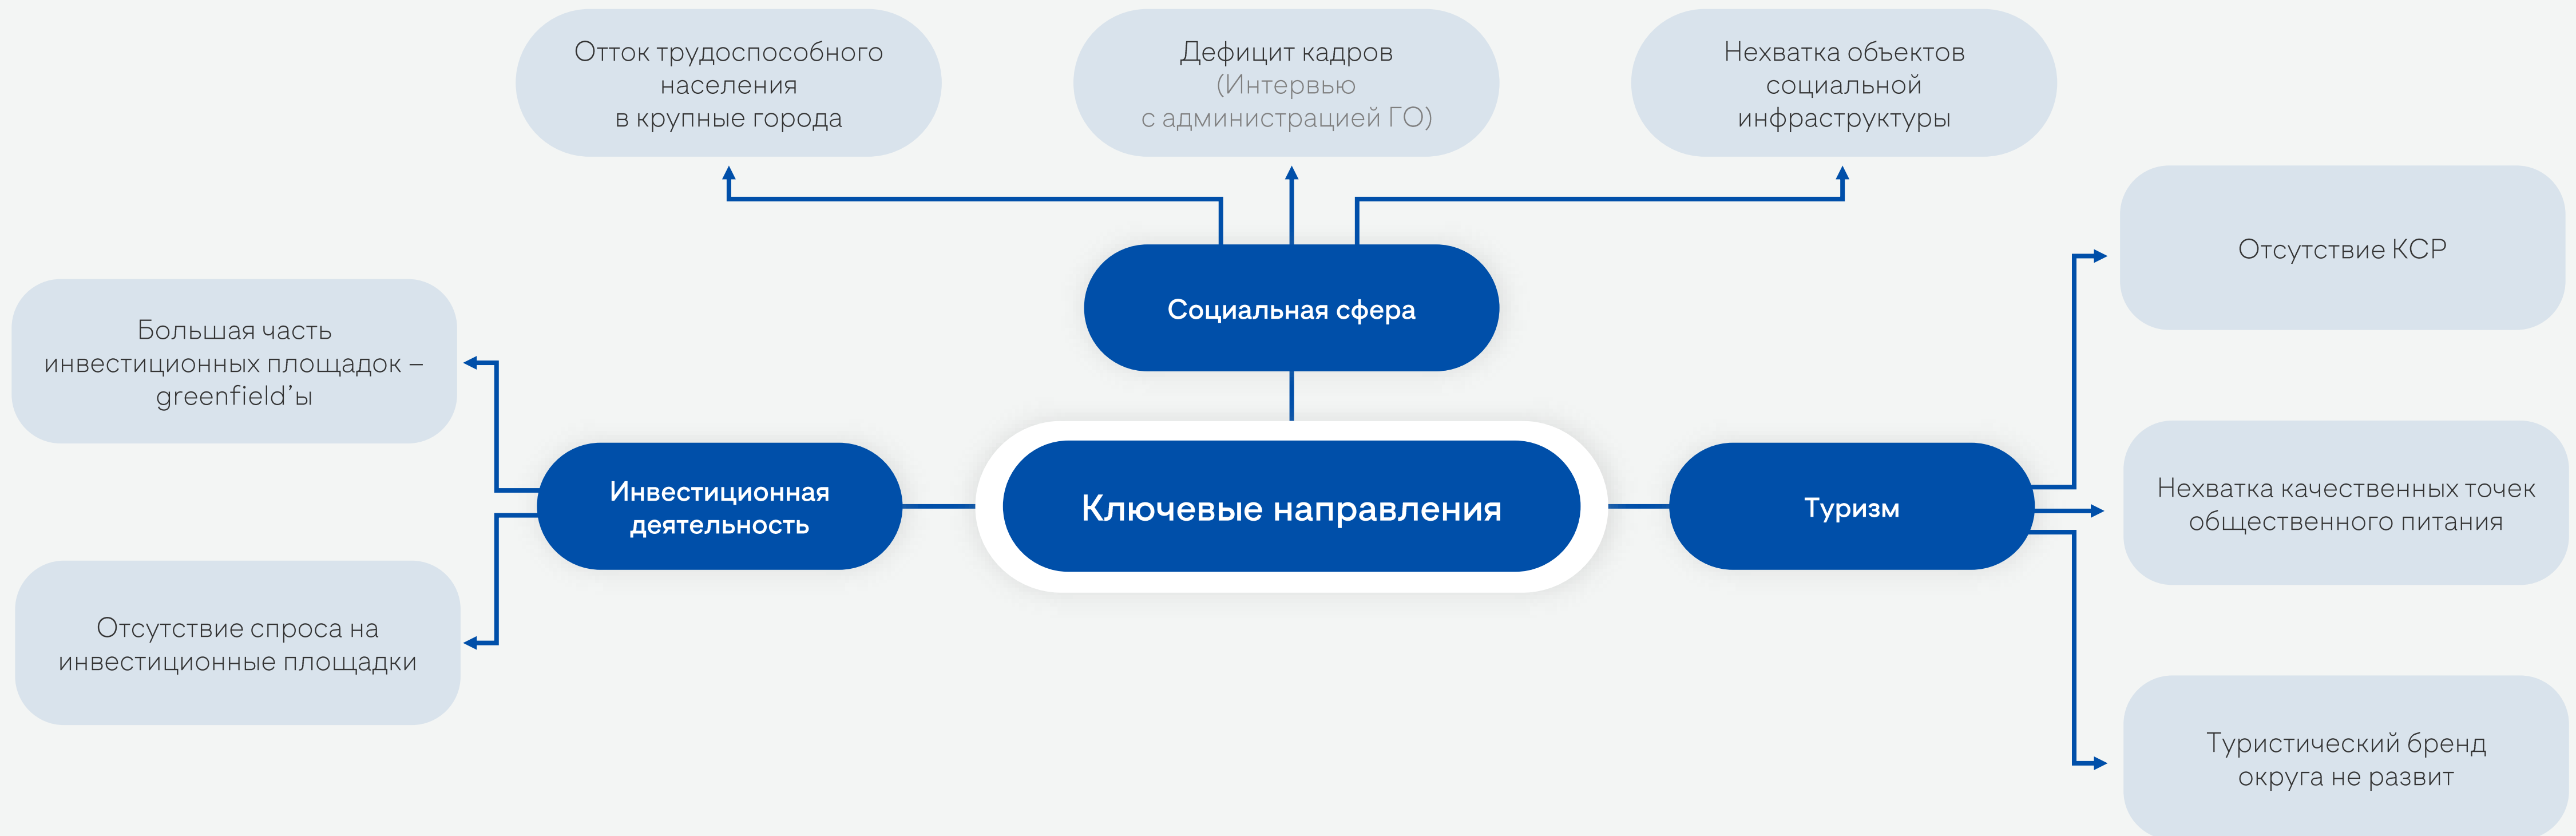 Отток трудоспособного
населения
в крупные города
Дефицит кадров
(Интервью
с администрацией ГО)
Нехватка объектов
социальной
инфраструктуры
Социальная сфера
Большая часть
инвестиционных площадок –
greenfield’ы
Отсутствие спроса на
инвестиционные площадки
Инвестиционная
деятельность
Ключевые направления
Туризм
Отсутствие КСР
Нехватка качественных точек
общественного питания
Туристический бренд
округа не развит